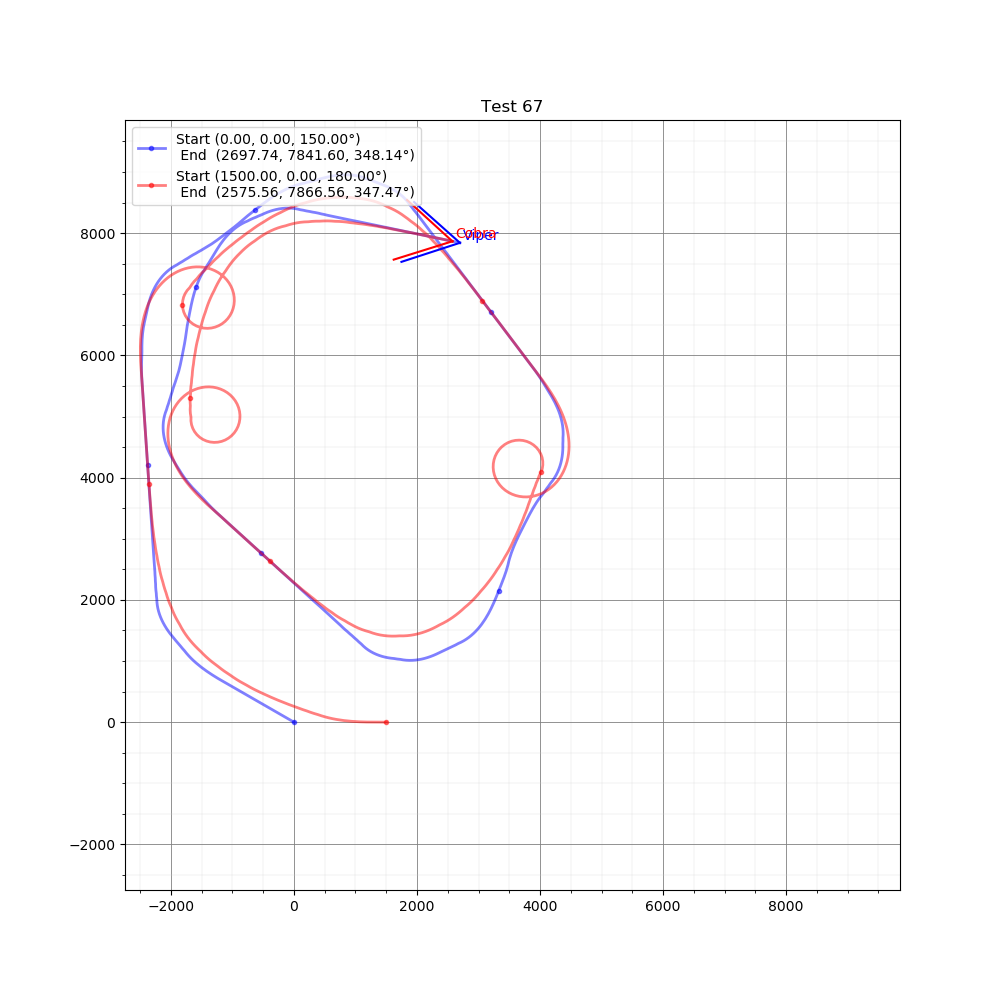 Test 67
Start (0.00, 0.00, 150.00°)
End (2697.74, 7841.60, 348.14°)
Start (1500.00, 0.00, 180.00°)
End (2575.56, 7866.56, 347.47°)
Cobra
Viper
8000
6000
4000
2000
0
−2000
−2000
0
2000
4000
6000
8000